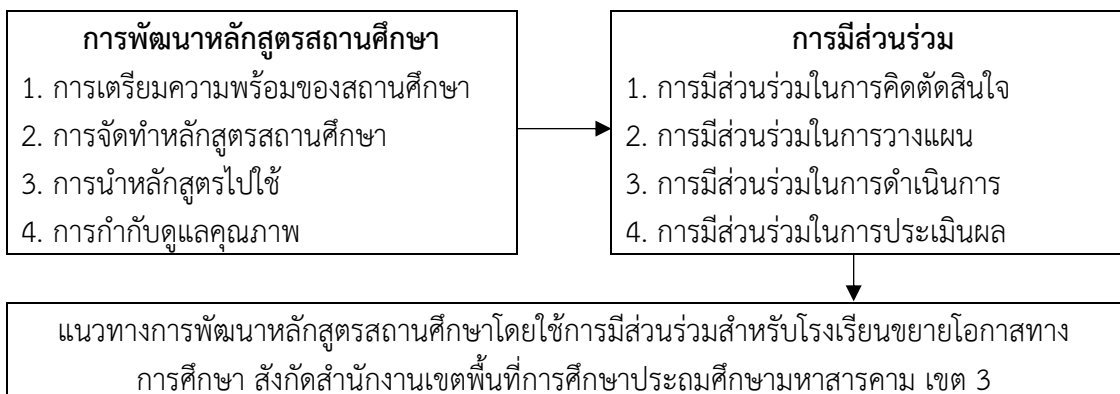 การพัฒนาหลักสูตรสถานศึกษา
1. การเตรียมความพร้อมของสถานศึกษา
2. การจัดทำหลักสูตรสถานศึกษา
3. การนำหลักสูตรไปใช้
4. การกำกับดูแลคุณภาพ
การมีส่วนร่วม
1. การมีส่วนร่วมในการคิดตัดสินใจ
2. การมีส่วนร่วมในการวางแผน
3. การมีส่วนร่วมในการดำเนินการ
4. การมีส่วนร่วมในการประเมินผล
แนวทางการพัฒนาหลักสูตรสถานศึกษาโดยใช้การมีส่วนร่วมสำหรับโรงเรียนขยายโอกาสทาง
การศึกษา สังกัดสำนักงานเขตพื้นที่การศึกษาประถมศึกษามหาสารคาม เขต 3